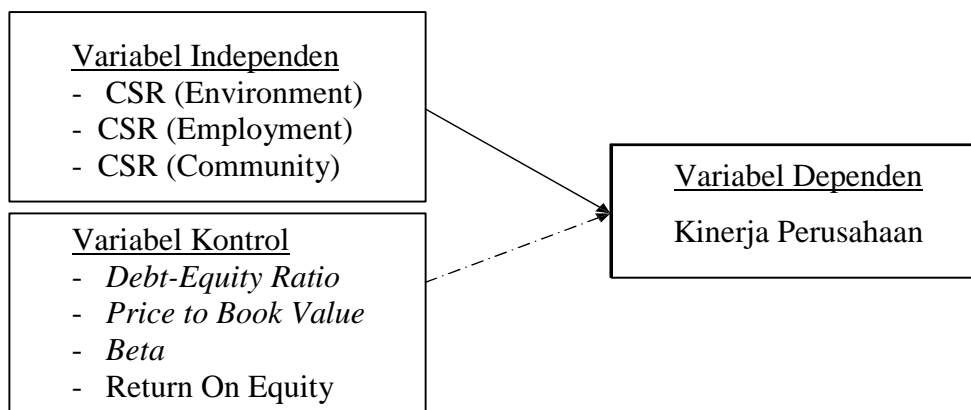 Variabel Independen
- CSR (Environment)
- CSR (Employment)
- CSR (Community)
Variabel Kontrol
- Debt-Equity Ratio
- Price to Book Value
- Beta
- Return On Equity
Variabel Dependen
Kinerja Perusahaan